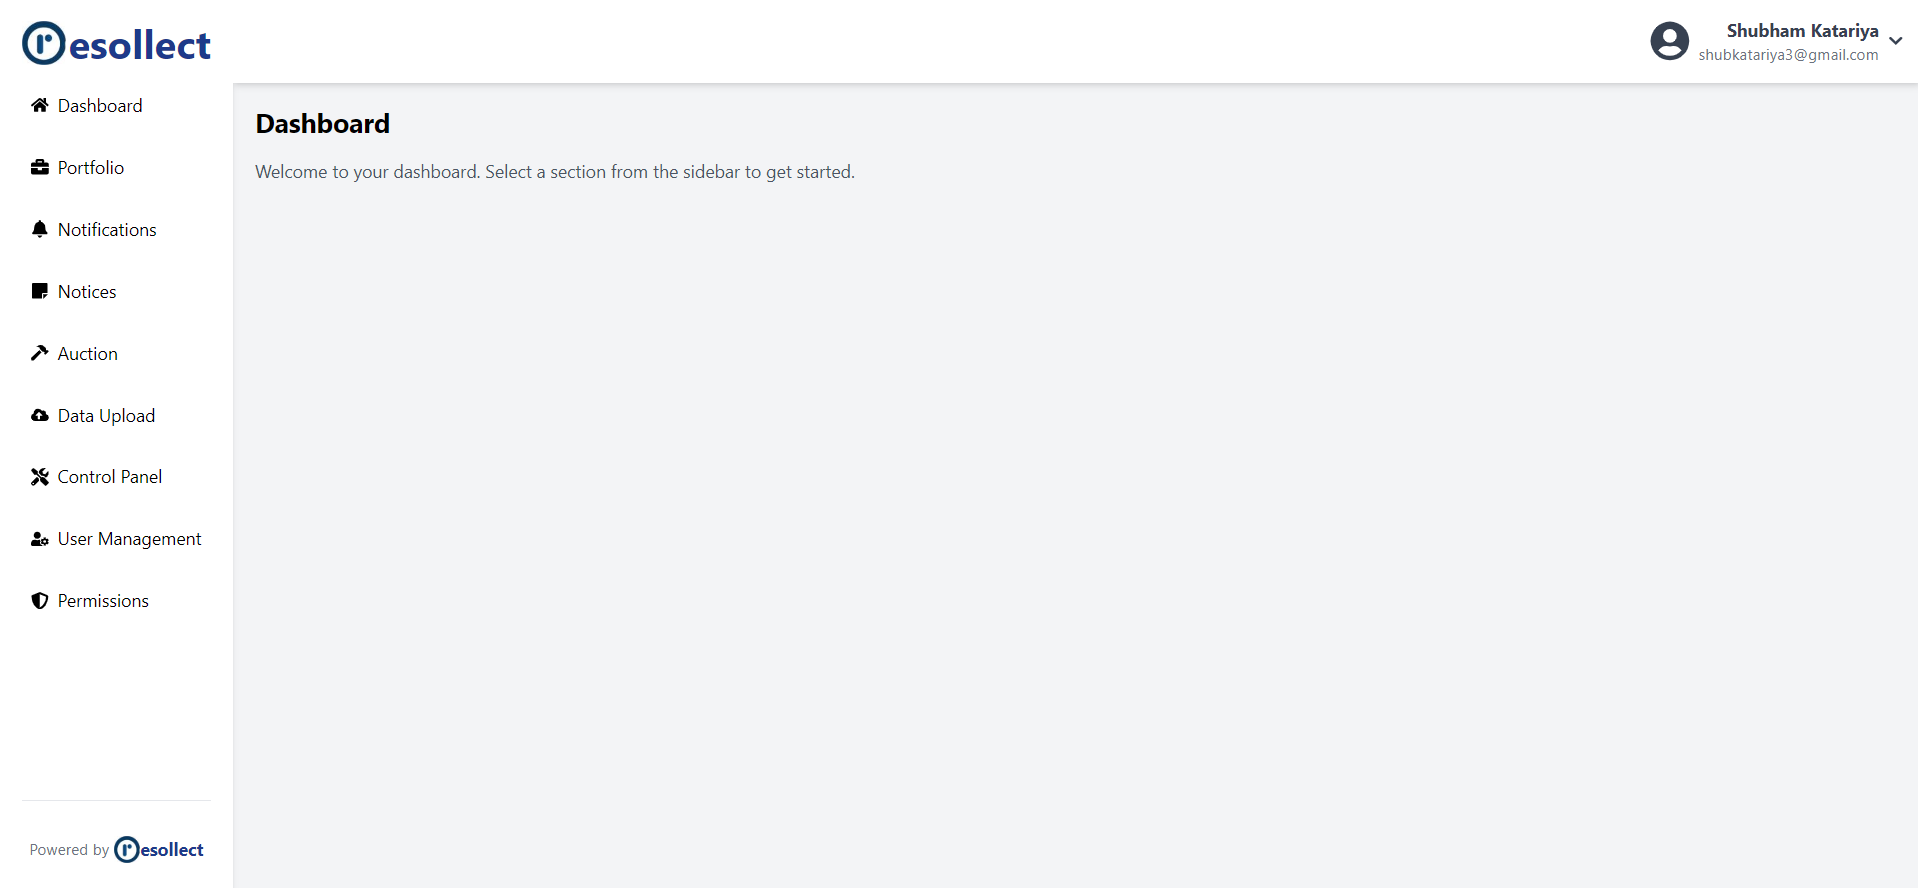 resollect
Shubham Katariya
shubkatariya3@gmail.com
Dashboard
Portfolio
Notifications
Notices
Auction
Data Upload
Control Panel
User Management
Permissions
Powered by resollect
Dashboard
Welcome to your dashboard. Select a section from the sidebar to get started.